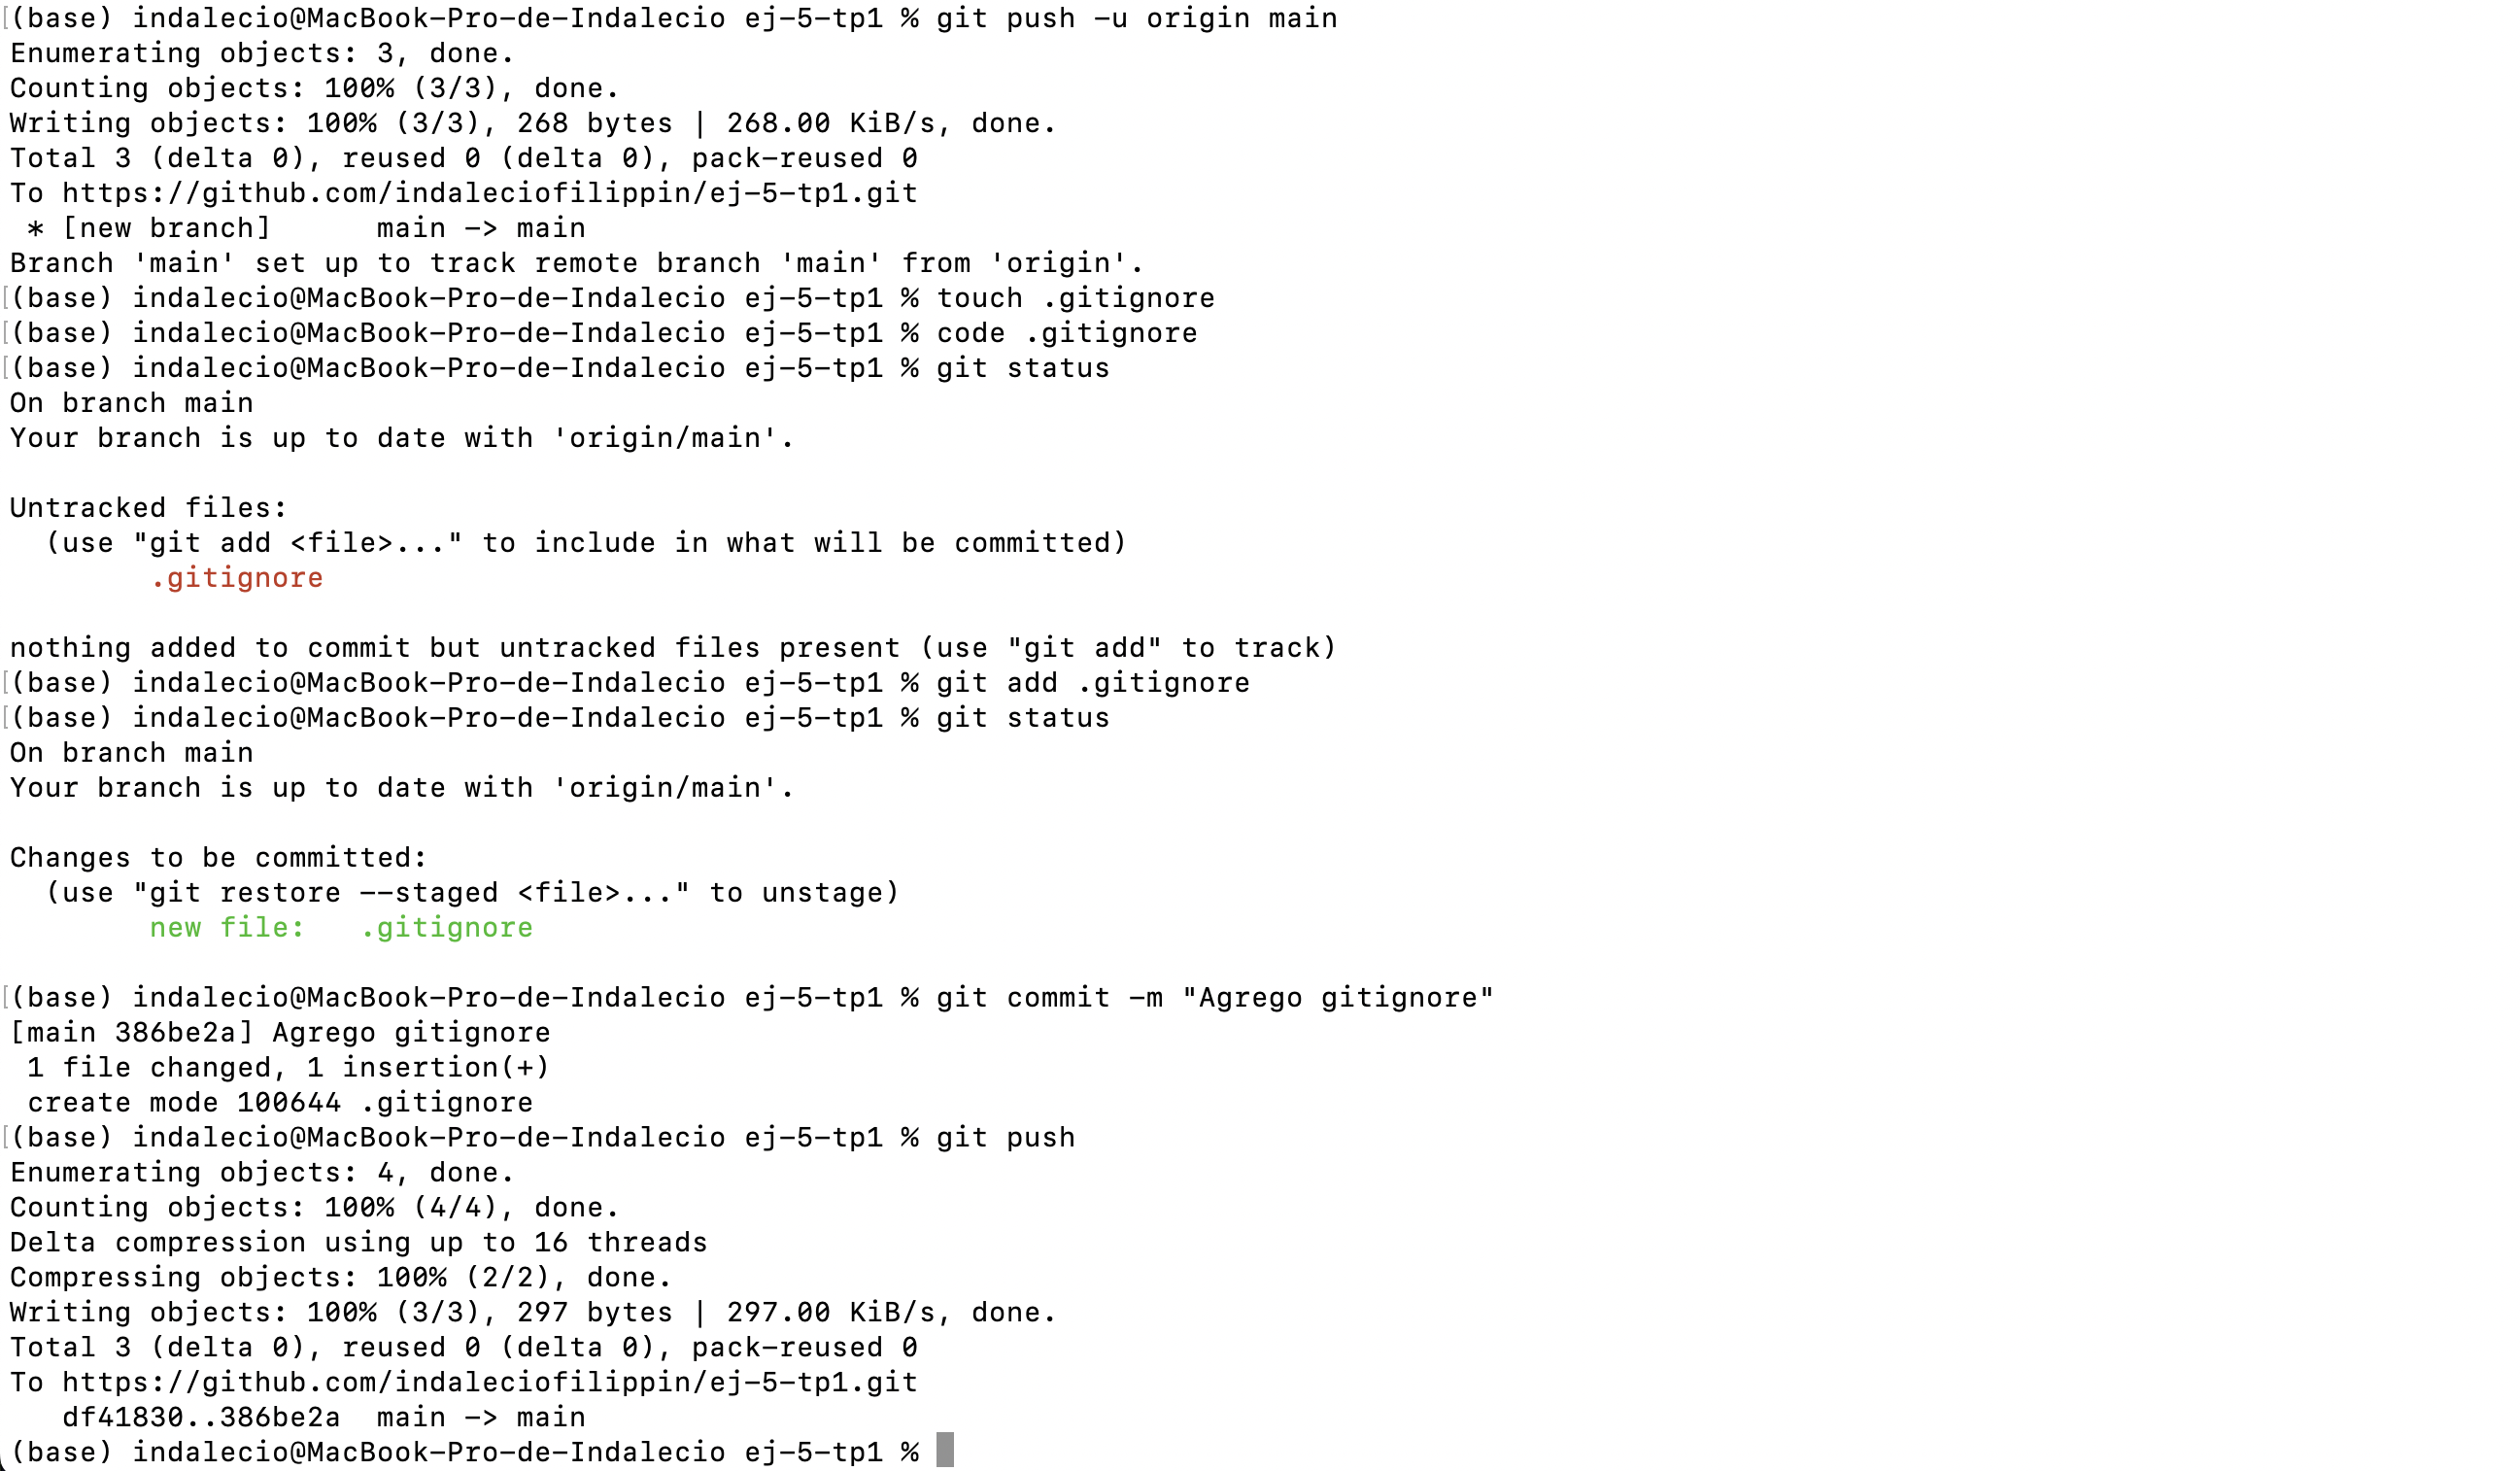 (base) indalecio@MacBook-Pro-de-Indalecio ej-5-tp1 % git push -u origin main
Enumerating objects: 3, done.
Counting objects: 100% (3/3), done.
Writing objects: 100% (3/3), 268 bytes | 268.00 KiB/s, done.
Total 3 (delta 0), reused 0 (delta 0), pack-reused 0
To https://github.com/indaleciofilippin/ej-5-tp1.git
 * [new branch]      main -> main
Branch 'main' set up to track remote branch 'main' from 'origin'.
(base) indalecio@MacBook-Pro-de-Indalecio ej-5-tp1 % touch .gitignore
(base) indalecio@MacBook-Pro-de-Indalecio ej-5-tp1 % code .gitignore
(base) indalecio@MacBook-Pro-de-Indalecio ej-5-tp1 % git status
On branch main
Your branch is up to date with 'origin/main'.

Untracked files:
  (use "git add <file>..." to include in what will be committed)
        .gitignore

nothing added to commit but untracked files present (use "git add" to track)
(base) indalecio@MacBook-Pro-de-Indalecio ej-5-tp1 % git add .gitignore
(base) indalecio@MacBook-Pro-de-Indalecio ej-5-tp1 % git status
On branch main
Your branch is up to date with 'origin/main'.

Changes to be committed:
  (use "git restore --staged <file>..." to unstage)
        new file:   .gitignore

(base) indalecio@MacBook-Pro-de-Indalecio ej-5-tp1 % git commit -m "Agrego gitignore"
[main 386be2a] Agrego gitignore
 1 file changed, 1 insertion(+)
 create mode 100644 .gitignore
(base) indalecio@MacBook-Pro-de-Indalecio ej-5-tp1 % git push
Enumerating objects: 4, done.
Counting objects: 100% (4/4), done.
Delta compression using up to 16 threads
Compressing objects: 100% (2/2), done.
Writing objects: 100% (3/3), 297 bytes | 297.00 KiB/s, done.
Total 3 (delta 0), reused 0 (delta 0), pack-reused 0
To https://github.com/indaleciofilippin/ej-5-tp1.git
   df41830..386be2a  main -> main
(base) indalecio@MacBook-Pro-de-Indalecio ej-5-tp1 %